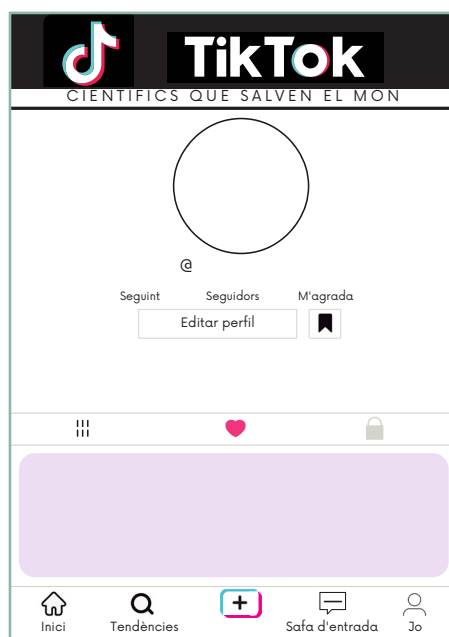 TikTok
CIENTIFICS QUE SALVEN EL MON
@
Seguint Seguidors M'agrada
Editar perfil
Inici Tendències Safa d'entrada Jo